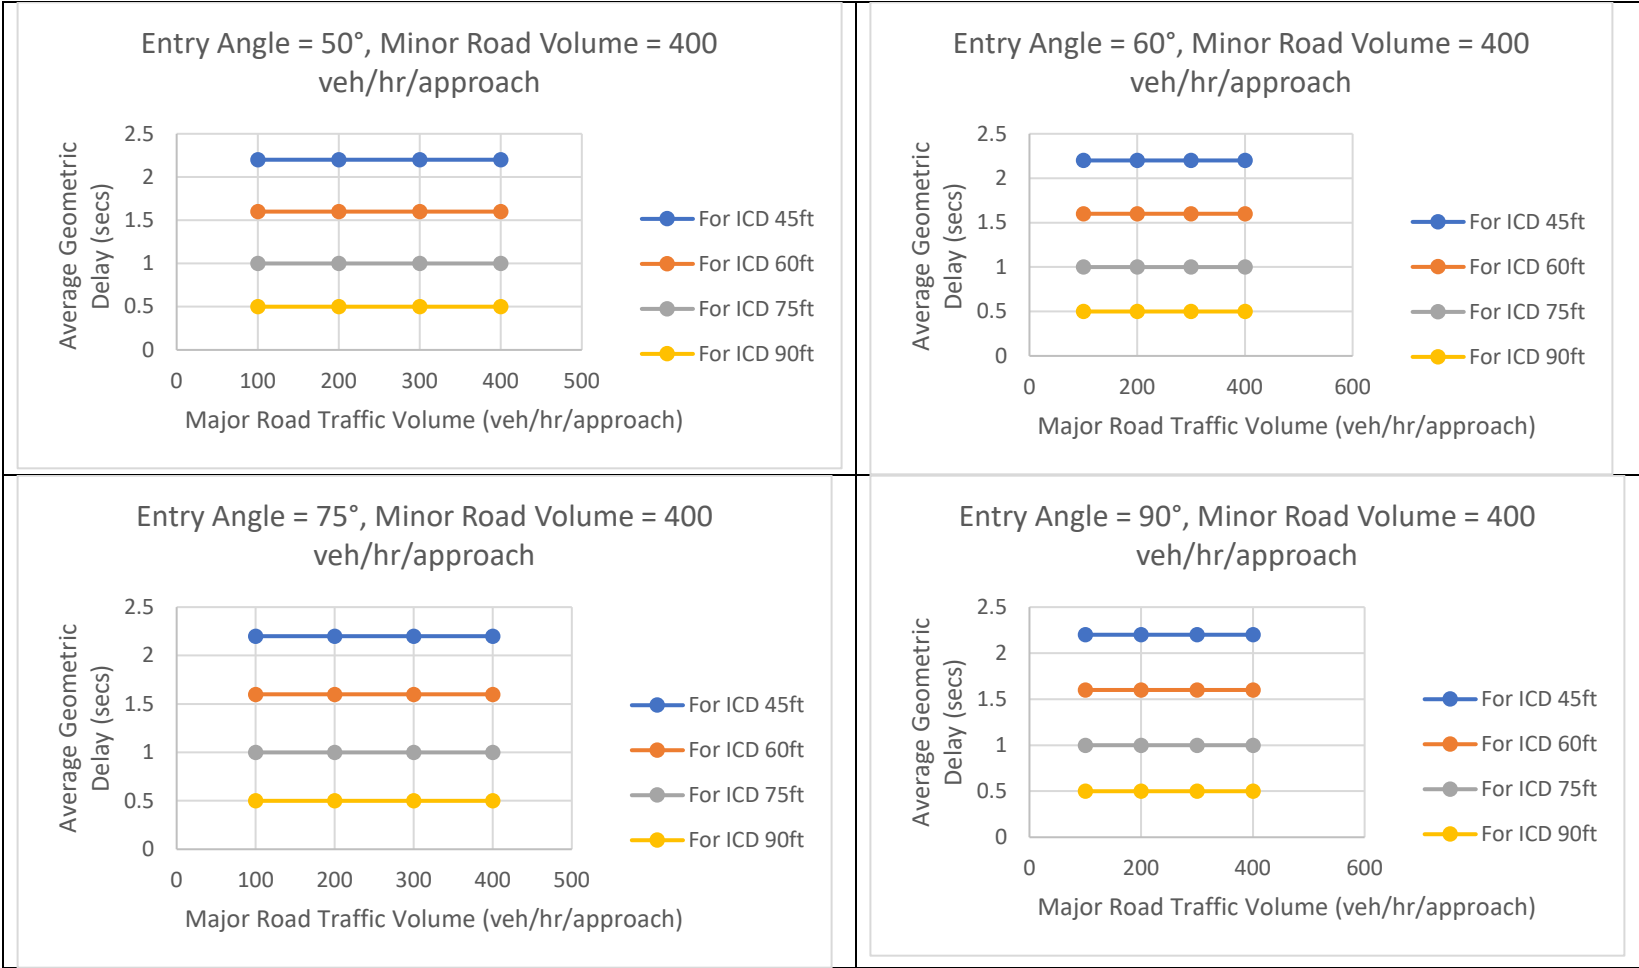 Entry Angle = 50°, Minor Road Volume = 400
veh/hr/approach
Average Geometric
Delay (secs)
2.5
2
1.5
1
0.5
0
0 100 200 300 400 500
Major Road Traffic Volume (veh/hr/approach)
For ICD 45ft
For ICD 60ft
For ICD 75ft
For ICD 90ft
Entry Angle = 60°, Minor Road Volume = 400
veh/hr/approach
Average Geometric
Delay (secs)
2.5
2
1.5
1
0.5
0
0 200 400 600
Major Road Traffic Volume (veh/hr/approach)
For ICD 45ft
For ICD 60ft
For ICD 75ft
For ICD 90ft
Entry Angle = 75°, Minor Road Volume = 400
veh/hr/approach
Average Geometric
Delay (secs)
2.5
2
1.5
1
0.5
0
0 100 200 300 400 500
Major Road Traffic Volume (veh/hr/approach)
For ICD 45ft
For ICD 60ft
For ICD 75ft
For ICD 90ft
Entry Angle = 90°, Minor Road Volume = 400
veh/hr/approach
Average Geometric
Delay (secs)
2.5
2
1.5
1
0.5
0
0 200 400 600
Major Road Traffic Volume (veh/hr/approach)
For ICD 45ft
For ICD 60ft
For ICD 75ft
For ICD 90ft